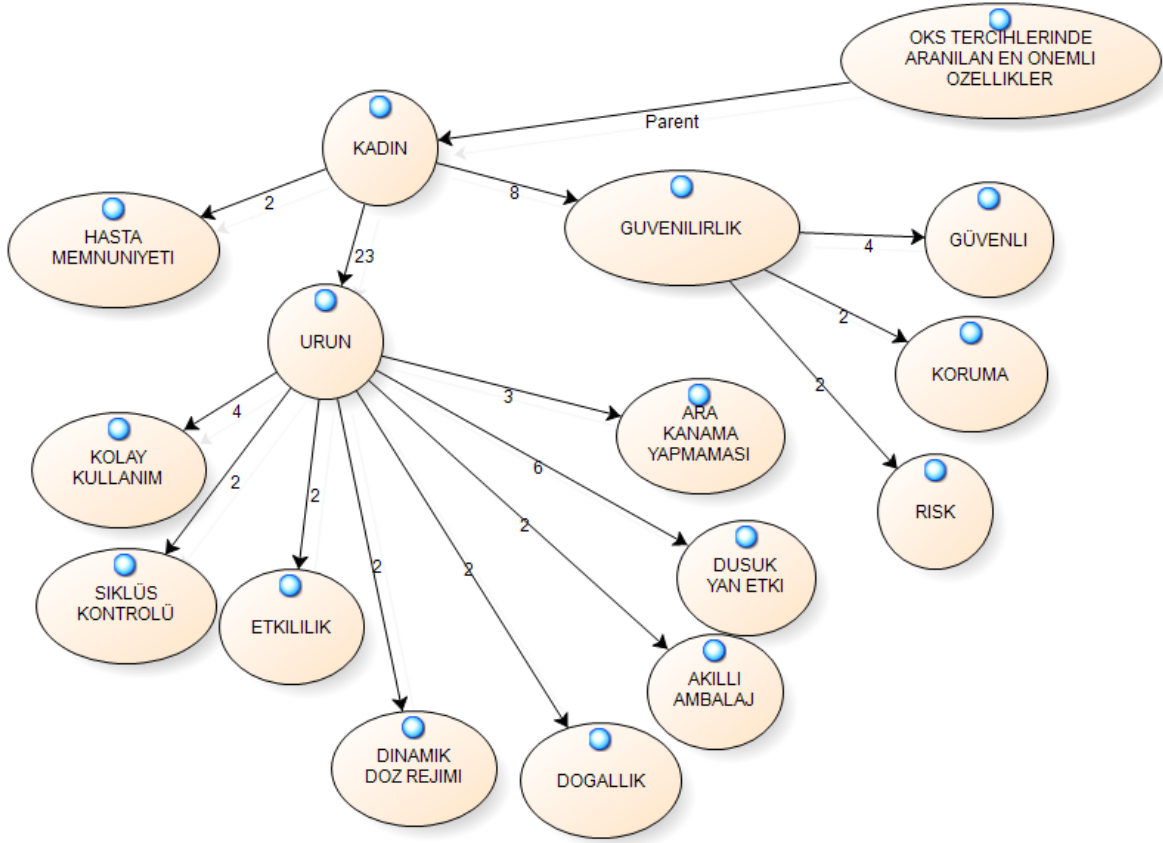 OKS TERCIHLERINDE
ARANILAN EN ONEMLI
OZELLIKLER
Parent
KADIN
2
8
23
HASTA
MEMNUNIYETI
GUVENILIRLIK
4
GÜVENLI
2
KORUMA
2
RISK
URUN
3
ARA
KANAMA
YAPMAMASI
4
KOLAY
KULLANIM
6
DUSUK
YAN ETKI
2
SIKLÜS
KONTROLÜ
2
ETKILILIK
2
DINAMIK
DOZ REJIMI
2
DOGALLIK
2
AKILLI
AMBALAJ